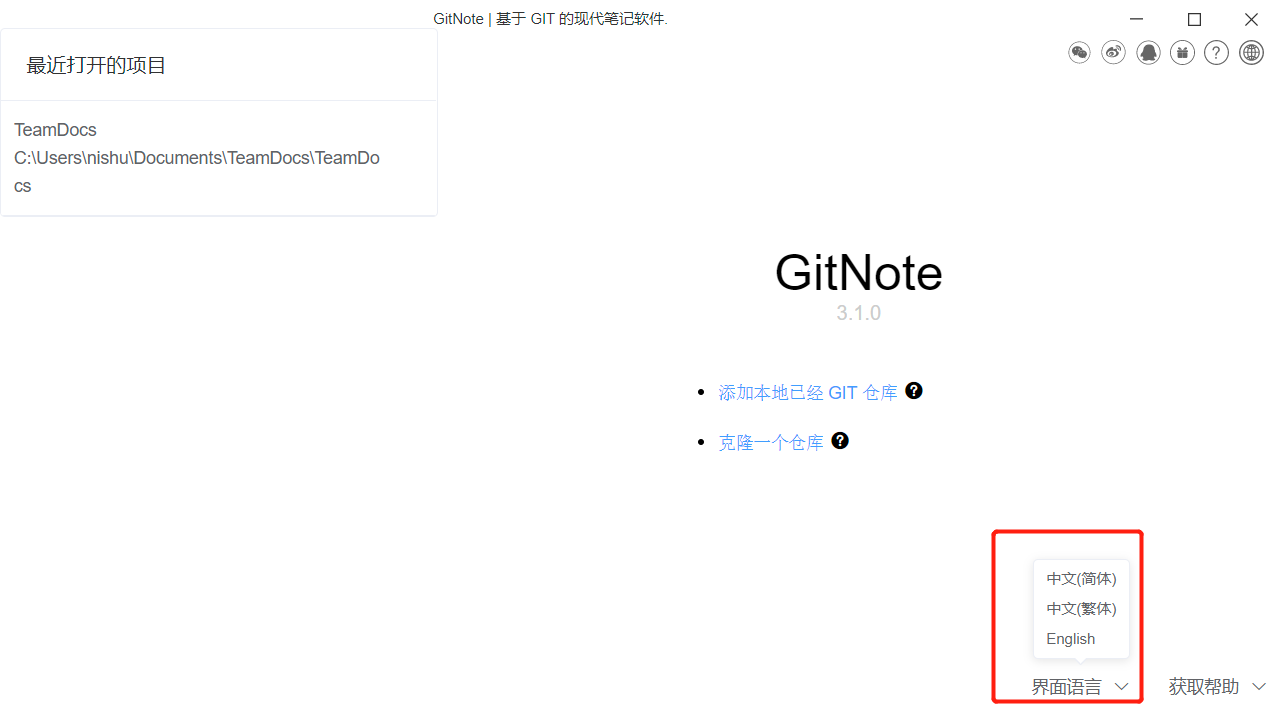 GitNote | 基于 GIT 的现代笔记软件.
最近打开的项目
TeamDocs
C:\Users\nishu\Documents\TeamDocs\TeamDo
cs
GitNote
3.1.0
添加本地已经 GIT 仓库
克隆一个仓库
中文(简体)
中文(繁体)
English
界面语言
获取帮助